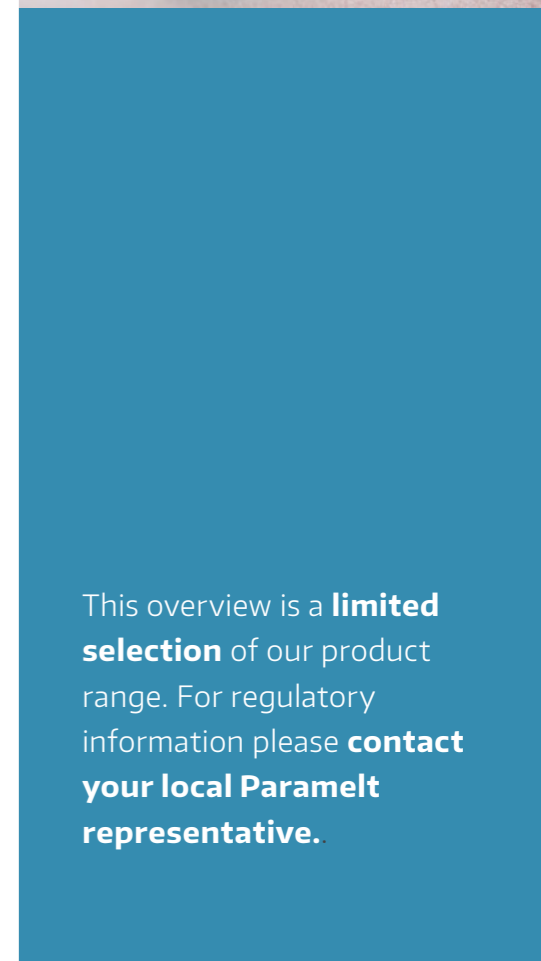 This overview is a limited
selection of our product
range. For regulatory
information please contact
your local Paramelt
representative..